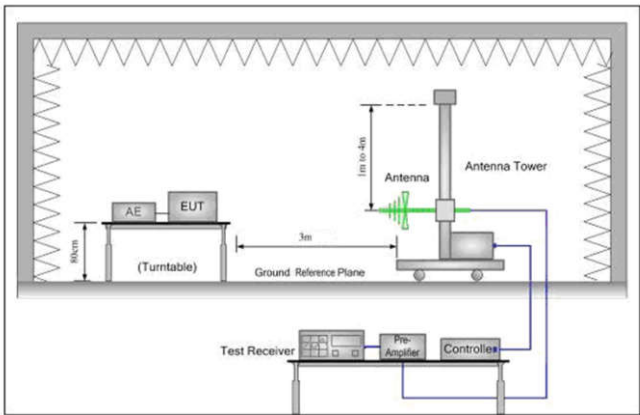 1m to 4m
Antenna
Antenna Tower
AE
EUT
80cm
3m
(Turntable)
Ground Reference Plane
Test Receiver
Pre-
Amplifier
Controller